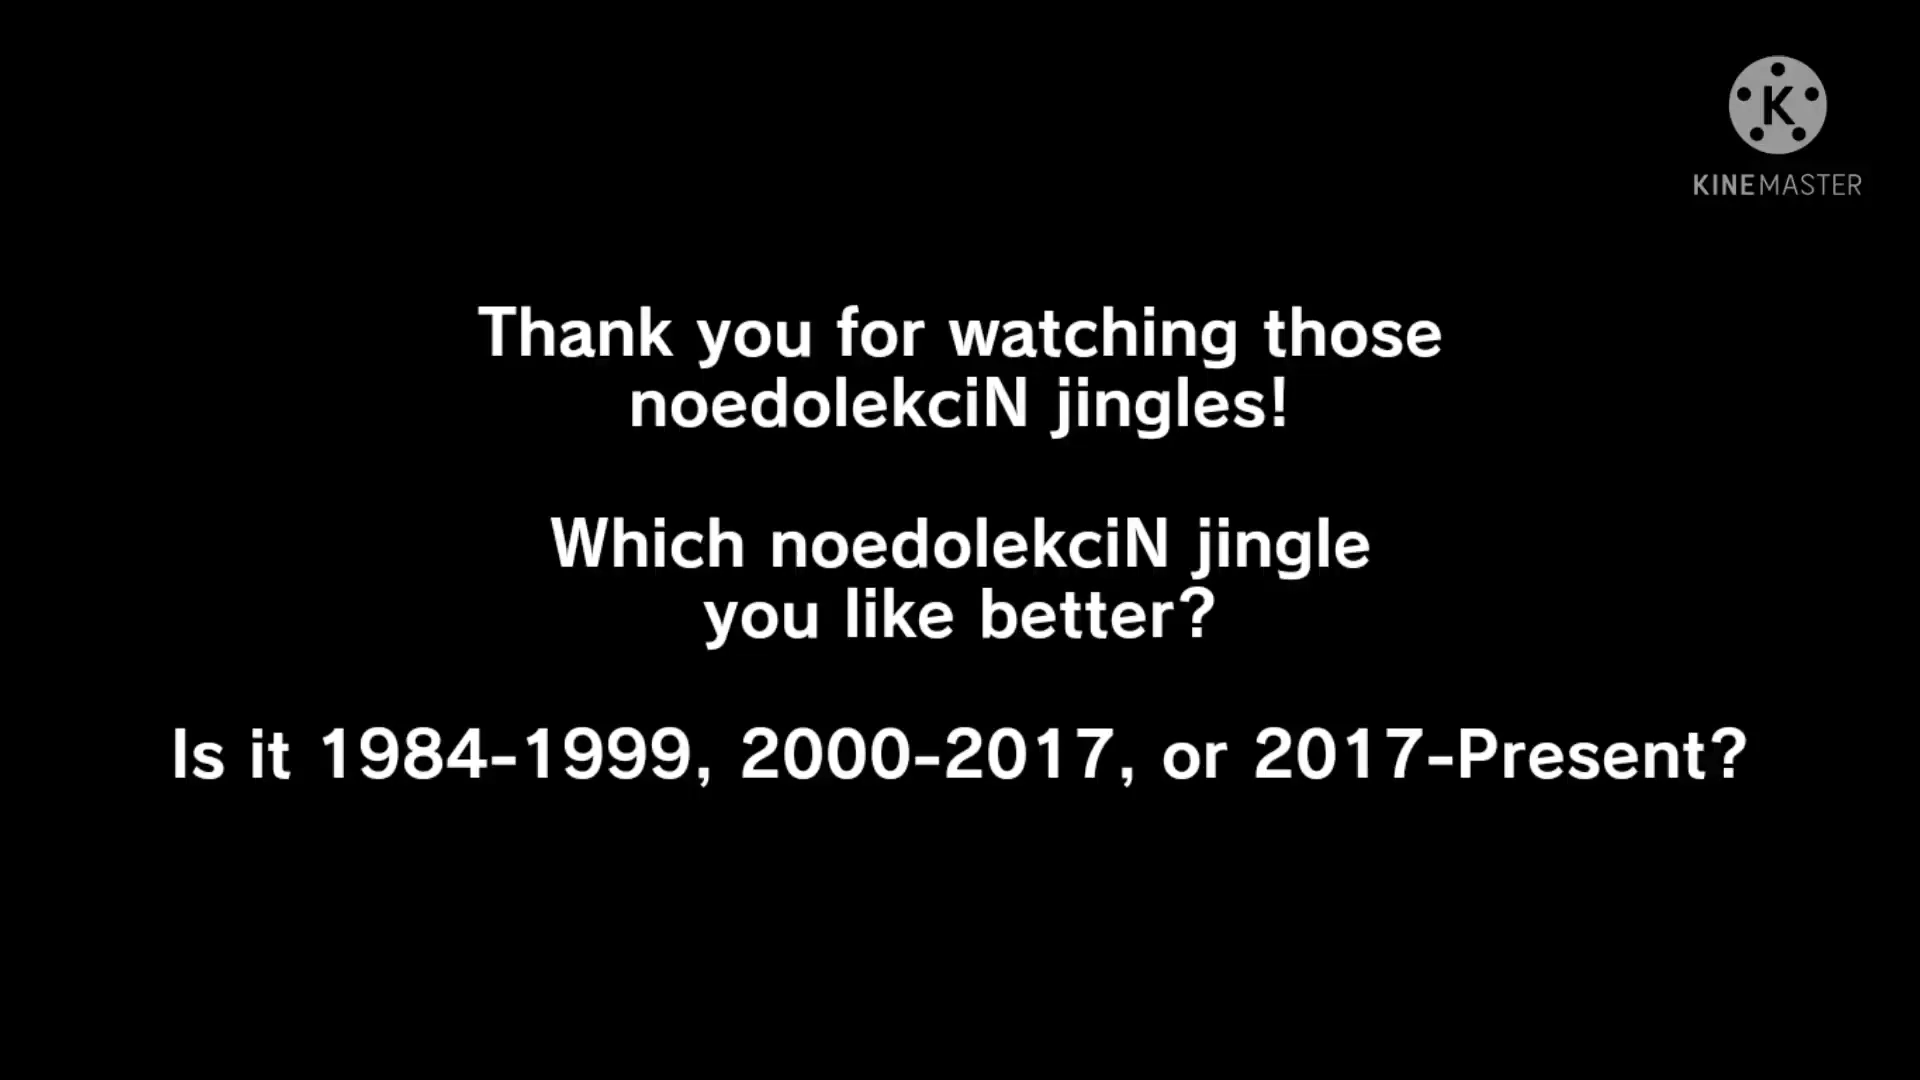 K
KINEMASTER
Thank you for watching those
noedolekciN jingles!
Which noedolekciN jingle
you like better?
Is it 1984-1999, 2000-2017, or 2017-Present?